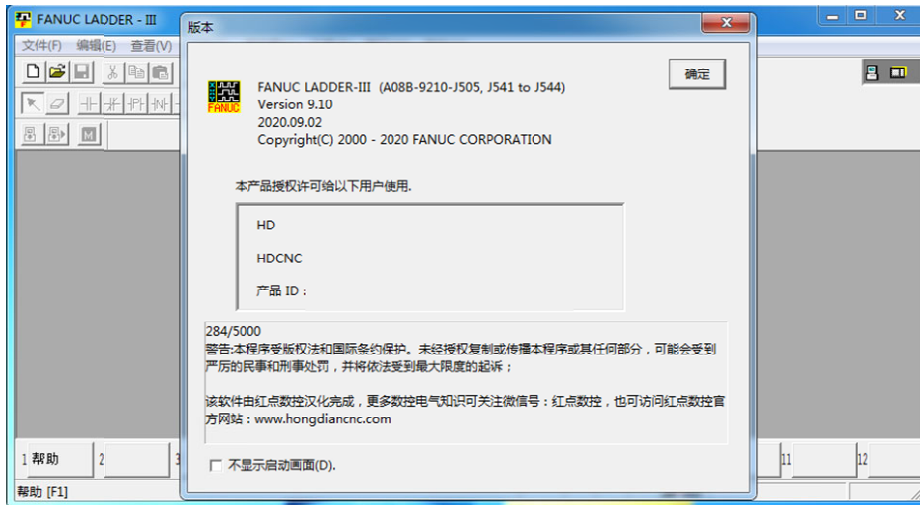 FANUC LADDER - III
文件(F) 编辑(E) 查看(V)
版本
确定
FANUC
FANUC LADDER-III (A08B-9210-J505, J541 to J544)
Version 9.10
2020.09.02
Copyright(C) 2000 - 2020 FANUC CORPORATION
本产品授权许可给以下用户使用.
HD
HDCNC
产品 ID：
284/5000
警告:本程序受版权法和国际条约保护。未经授权复制或传播本程序或其任何部分，可能会受到
严厉的民事和刑事处罚，并将依法受到最大限度的起诉；
该软件由红点数控汉化完成，更多数控电气知识可关注微信号：红点数控，也可访问红点数控官
方网站：www.hongdiancnc.com
不显示启动画面(D).
1 帮助 2 3 11 12
帮助 [F1]